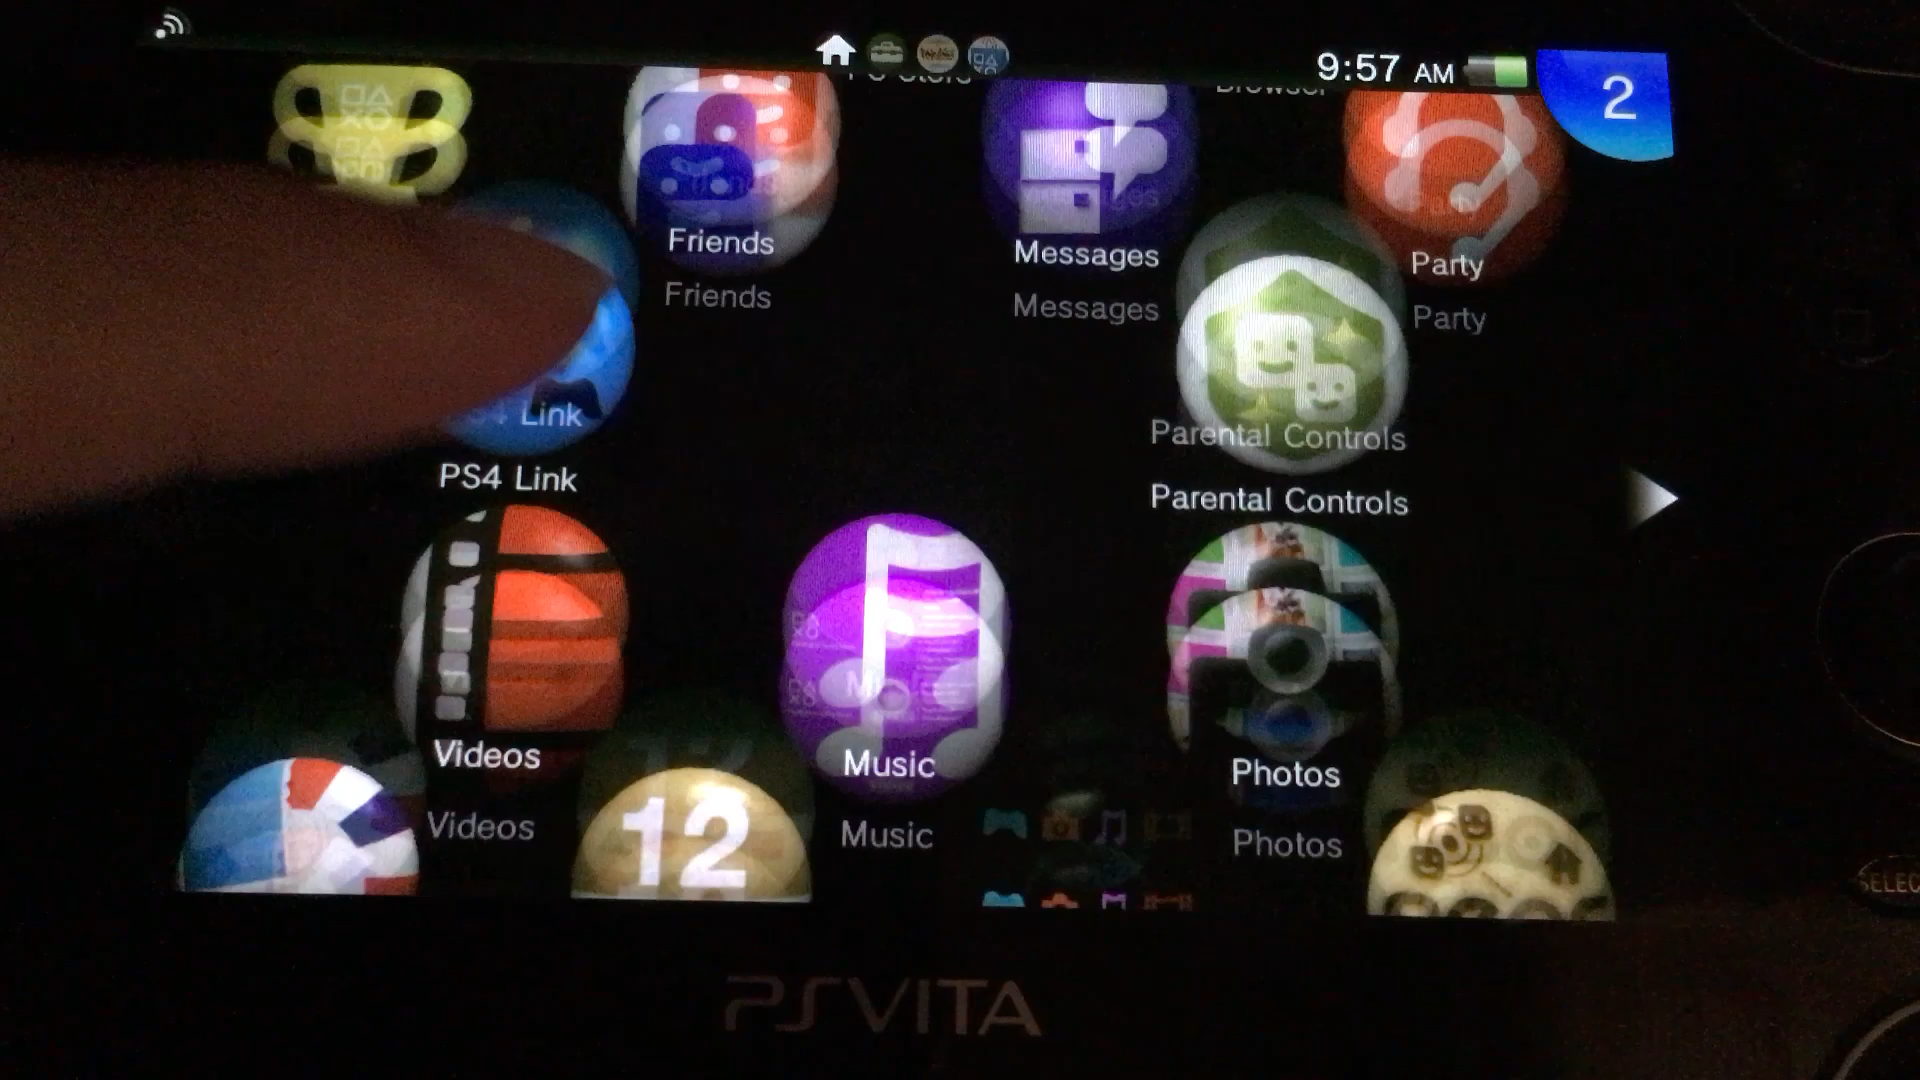 9:57 AM
2
Friends
Friends
Messages
Messages
Party
Party
Link
PS4 Link
Parental Controls
Parental Controls
Videos
Videos
Music
Music
Photos
Photos
12
PSVITA